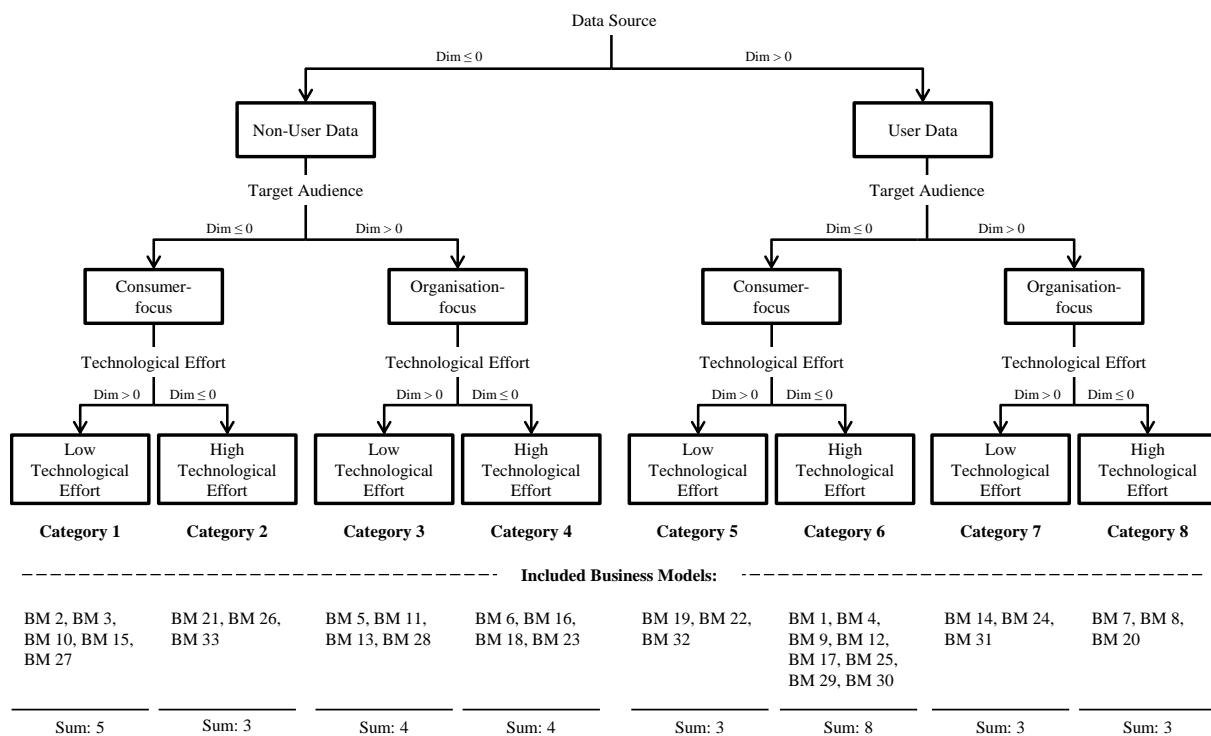 Data Source
Dim ≤ 0
Dim > 0
Non-User Data
User Data
Target Audience
Target Audience
Dim ≤ 0
Dim > 0
Dim ≤ 0
Dim > 0
Consumer-
focus
Organisation-
focus
Consumer-
focus
Organisation-
focus
Technological Effort
Technological Effort
Technological Effort
Technological Effort
Dim > 0
Dim ≤ 0
Dim > 0
Dim ≤ 0
Dim > 0
Dim ≤ 0
Dim > 0
Dim ≤ 0
Low
Technological
Effort
High
Technological
Effort
Low
Technological
Effort
High
Technological
Effort
Low
Technological
Effort
High
Technological
Effort
Low
Technological
Effort
High
Technological
Effort
Category 1
Category 2
Category 3
Category 4
Category 5
Category 6
Category 7
Category 8
Included Business Models:
BM 2, BM 3,
BM 10, BM 15,
BM 27
BM 21, BM 26,
BM 33
BM 5, BM 11,
BM 13, BM 28
BM 6, BM 16,
BM 18, BM 23
BM 19, BM 22,
BM 32
BM 1, BM 4,
BM 9, BM 12,
BM 17, BM 25,
BM 29, BM 30
BM 14, BM 24,
BM 31
BM 7, BM 8,
BM 20
Sum: 5
Sum: 3
Sum: 4
Sum: 4
Sum: 3
Sum: 8
Sum: 3
Sum: 3